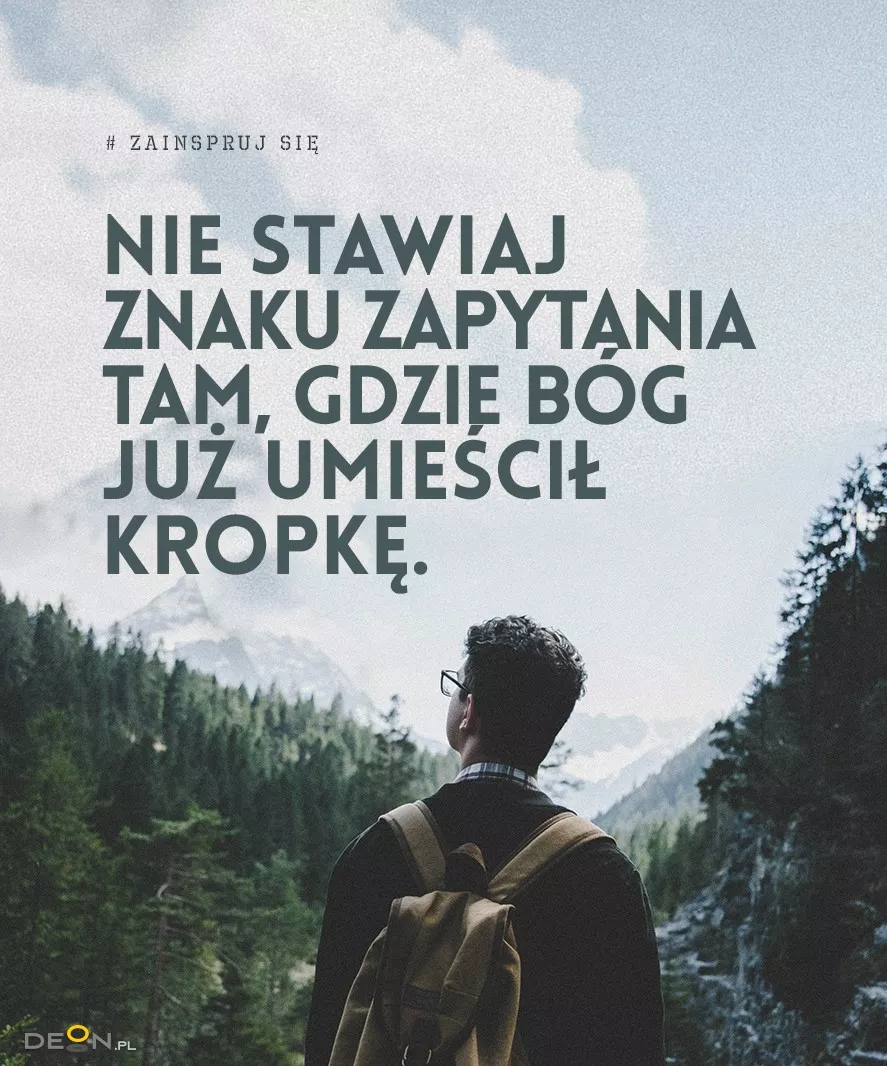 # ZAINSPRUJ SIĘ
NIE STAWIAJ
ZNAKU ZAPYTANIA
TAM, GDZIE BÓG
JUŻ UMIEŚCIŁ
KROPKĘ.
DEON.PL